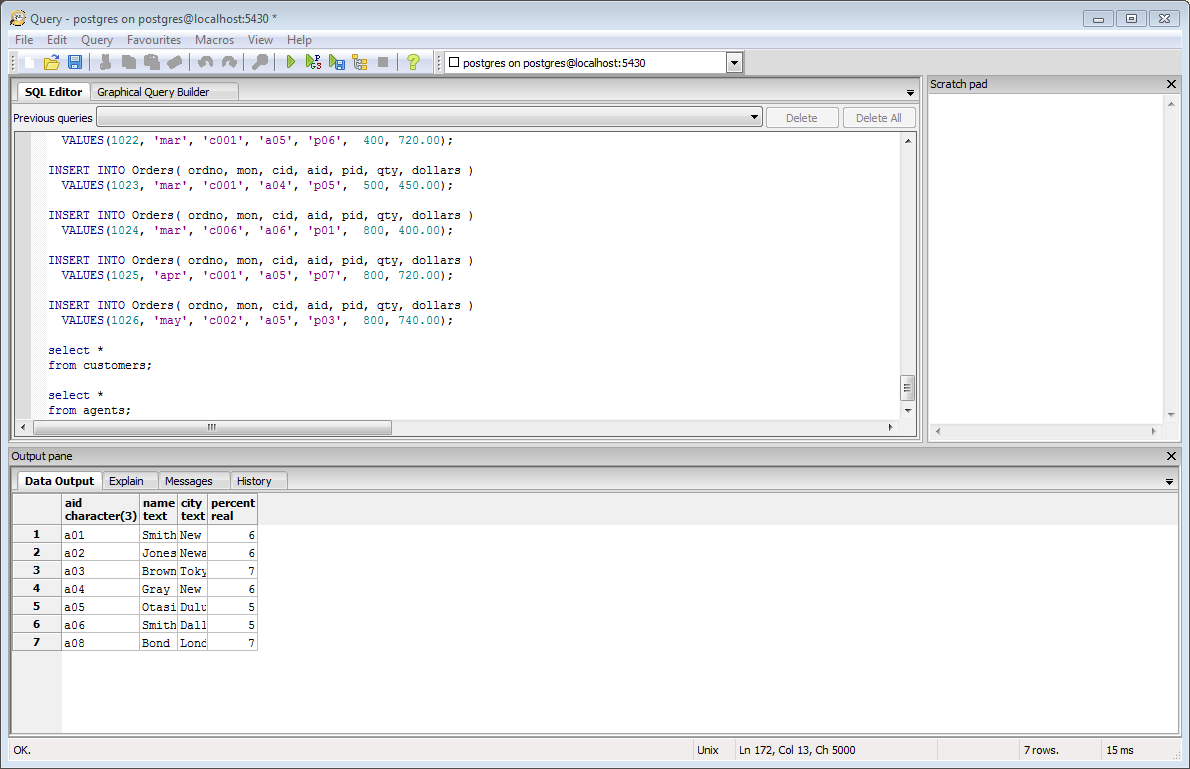 Query - postgres on postgres@localhost:5430 *
File Edit Query Favourites Macros View Help
postgres on postgres@localhost:5430
SQL Editor Graphical Query Builder
Scratch pad
Previous queries Delete Delete All
VALUES(1022, 'mar', 'c001', 'a05', 'p06', 400, 720.00);
INSERT INTO Orders( ordno, mon, cid, aid, pid, qty, dollars )
VALUES(1023, 'mar', 'c001', 'a04', 'p05', 500, 450.00);
INSERT INTO Orders( ordno, mon, cid, aid, pid, qty, dollars )
VALUES(1024, 'mar', 'c006', 'a06', 'p01', 800, 400.00);
INSERT INTO Orders( ordno, mon, cid, aid, pid, qty, dollars )
VALUES(1025, 'apr', 'c001', 'a05', 'p07', 800, 720.00);
INSERT INTO Orders( ordno, mon, cid, aid, pid, qty, dollars )
VALUES(1026, 'may', 'c002', 'a05', 'p03', 800, 740.00);
select *
from customers;
select *
from agents;
Output pane
Data Output Explain Messages History
aid name city percent
character(3) text text real
1 a01 Smith New 6
2 a02 Jones Newa 6
3 a03 Brown Toky 7
4 a04 Gray New 6
5 a05 Otasi Dulu 5
6 a06 Smith Dall 5
7 a08 Bond Lond 7
OK. Unix Ln 172, Col 13, Ch 5000 7 rows. 15 ms